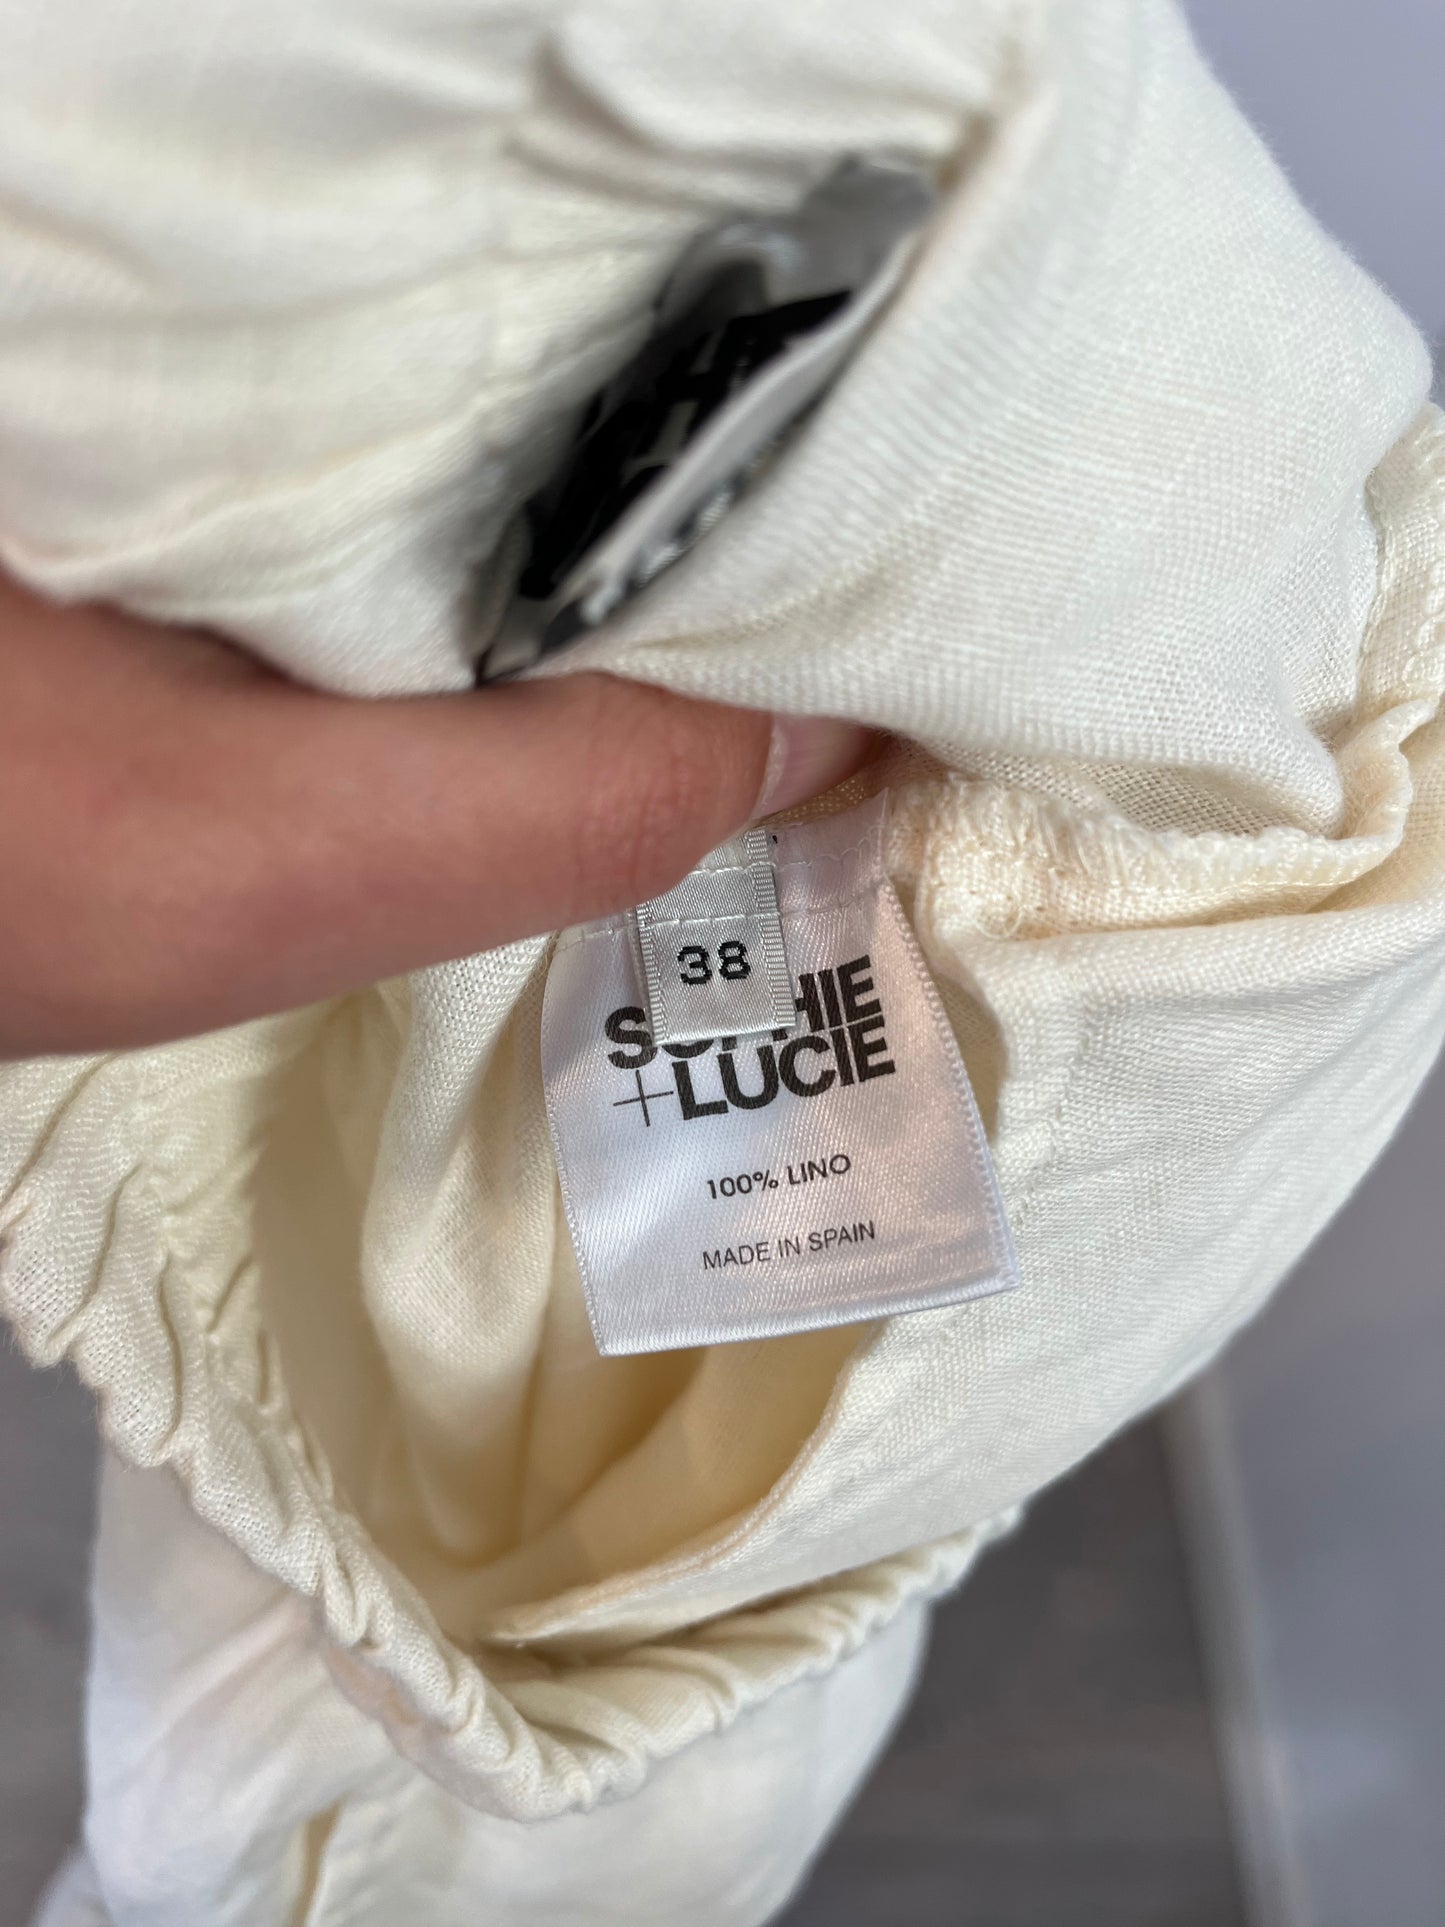 38
SOPHIE
+LUCIE
100% LINO
MADE IN SPAIN